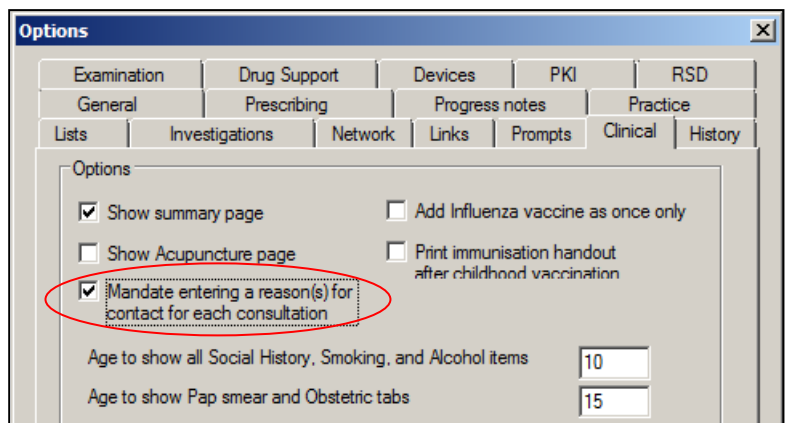 Options
Examination Drug Support Devices PKI RSD
General Prescribing Progress notes Practice
Lists Investigations Network Links Prompts Clinical History
Options
Show summary page
Add Influenza vaccine as once only
Show Acupuncture page
Print immunisation handout
after childhood vaccination
Mandate entering a reason(s) for
contact for each consultation
Age to show all Social History, Smoking, and Alcohol items 10
Age to show Pap smear and Obstetric tabs 15